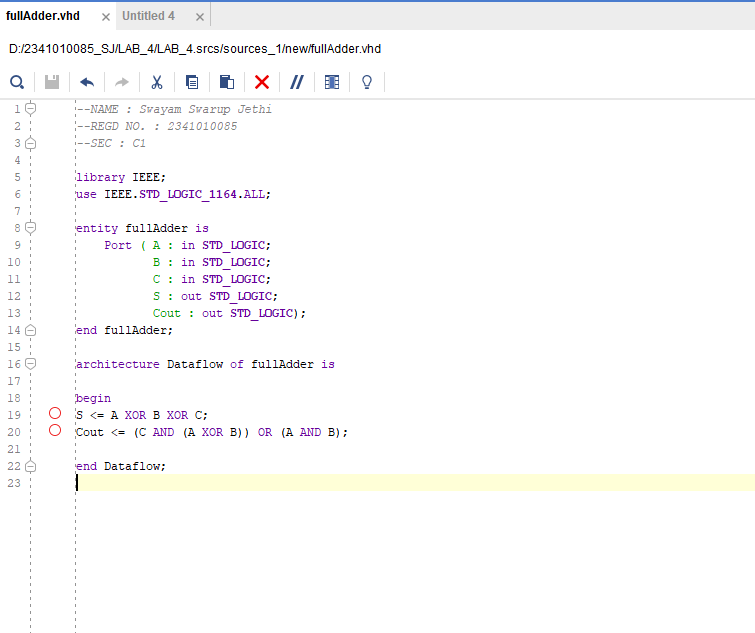 fullAdder.vhd × Untitled 4 ×
D:/2341010085_SJ/LAB_4/LAB_4.srcs/sources_1/new/fullAdder.vhd
1 --NAME : Swayam Swarup Jethi
2 --REGD NO. : 2341010085
3 --SEC : C1
4
5 library IEEE;
6 use IEEE.STD_LOGIC_1164.ALL;
7
8 entity fullAdder is
9     Port ( A : in STD_LOGIC;
10            B : in STD_LOGIC;
11            C : in STD_LOGIC;
12            S : out STD_LOGIC;
13            Cout : out STD_LOGIC);
14 end fullAdder;
15
16 architecture Dataflow of fullAdder is
17
18 begin
19 S <= A XOR B XOR C;
20 Cout <= (C AND (A XOR B)) OR (A AND B);
21
22 end Dataflow;
23